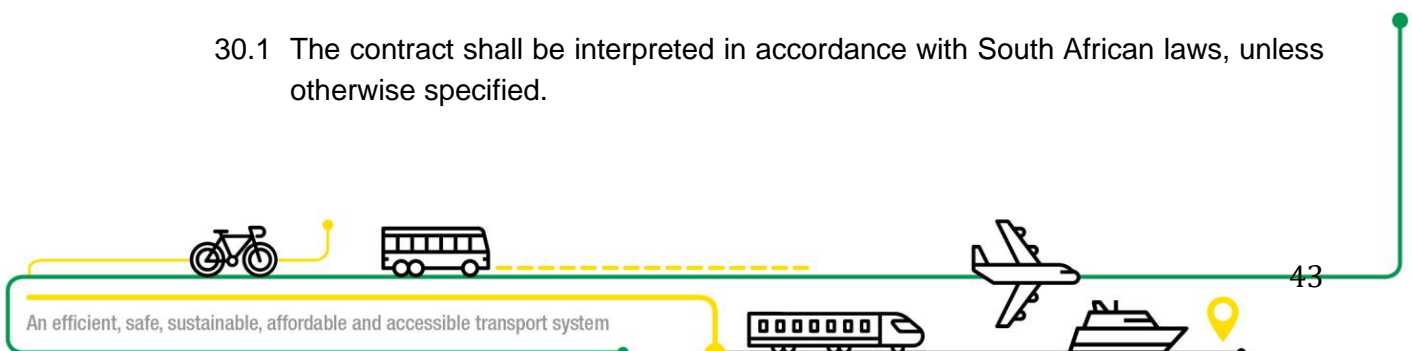 30.1 The contract shall be interpreted in accordance with South African laws, unless
otherwise specified.
43
An efficient, safe, sustainable, affordable and accessible transport system